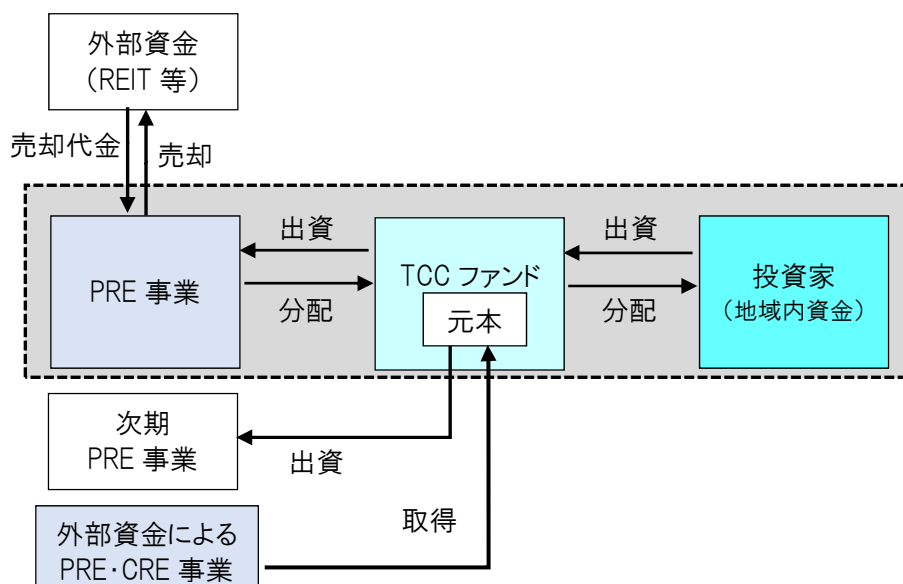 外部資金
（REIT 等）
売却代金
売却
出資
出資
PRE 事業
TCC ファンド
投資家
（地域内資金）
分配
元本
分配
次期
PRE 事業
出資
取得
外部資金による
PRE・CRE 事業